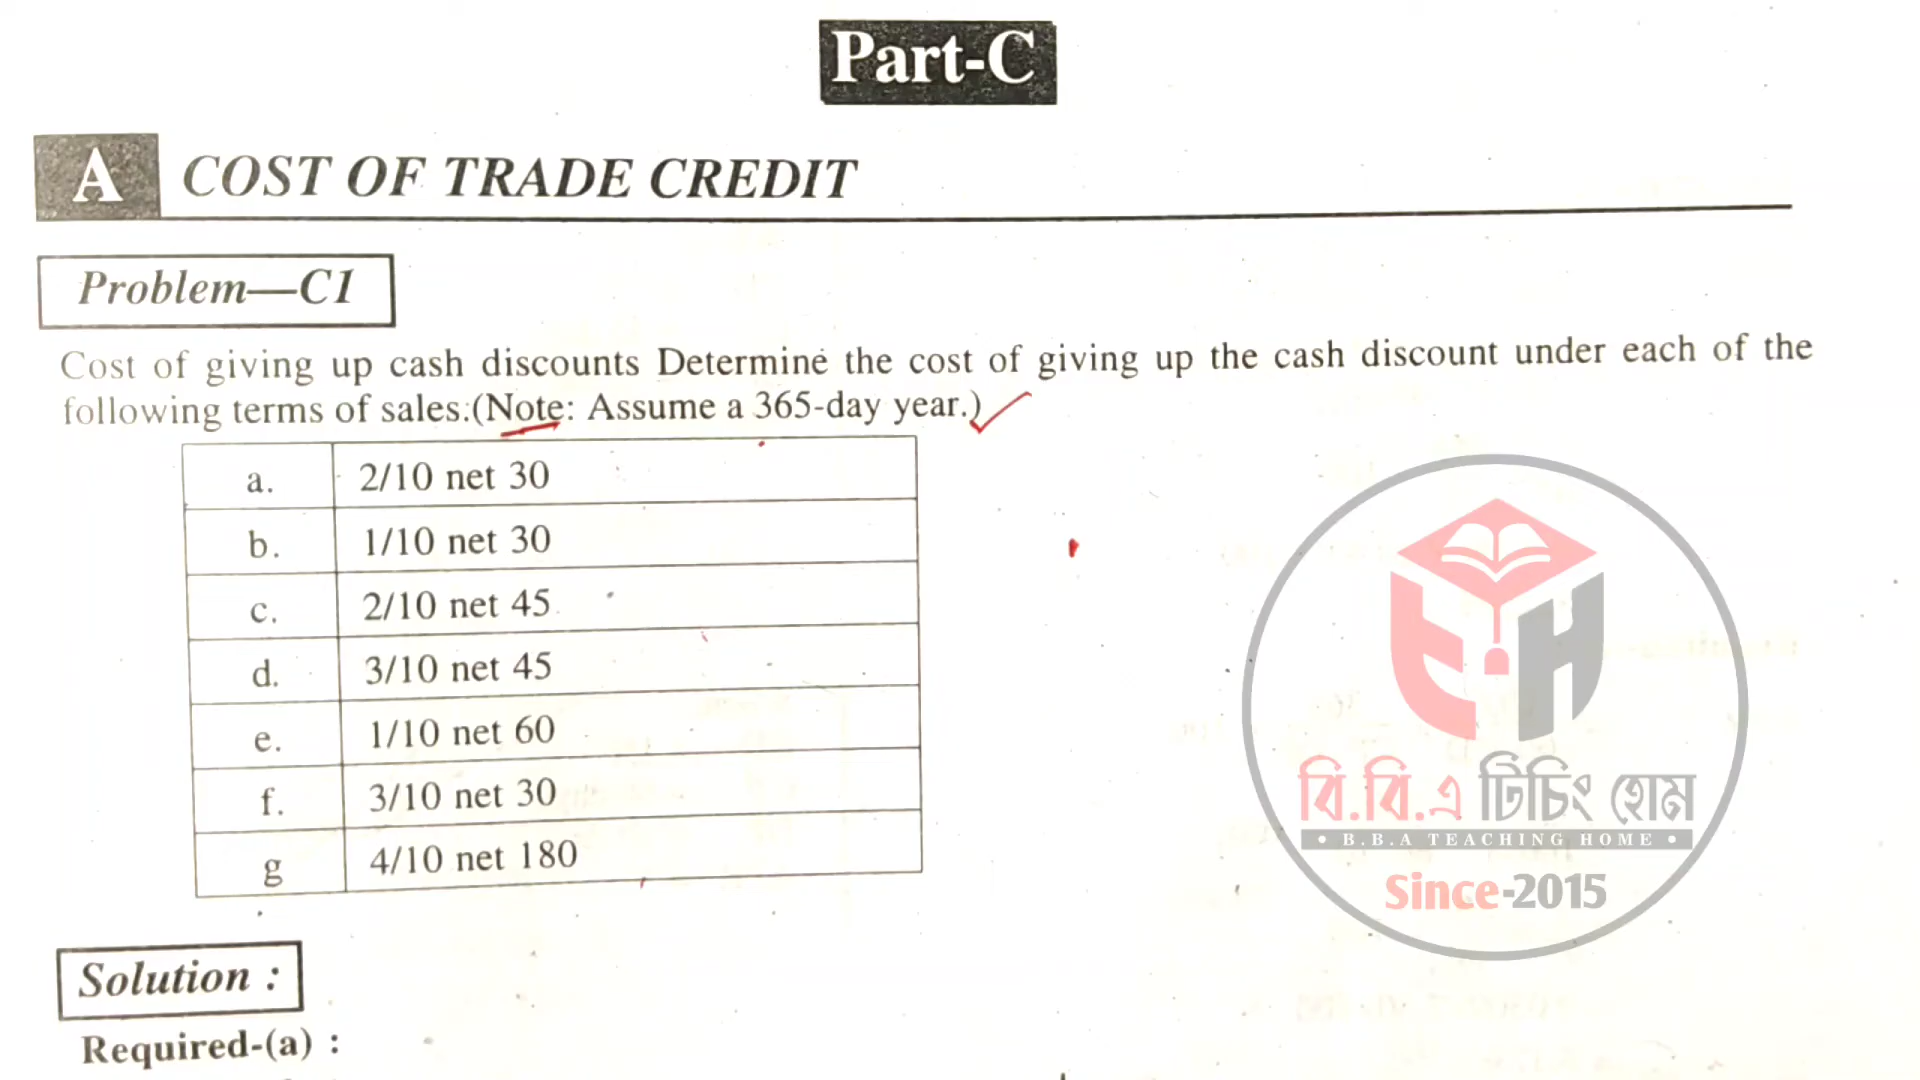 Part-C
A COST OF TRADE CREDIT
Problem—C1
Cost of giving up cash discounts Determine the cost of giving up the cash discount under each of the
following terms of sales:(Note: Assume a 365-day year.)
a. 2/10 net 30
b. 1/10 net 30
c. 2/10 net 45
d. 3/10 net 45
e. 1/10 net 60
f. 3/10 net 30
g 4/10 net 180
বি.বি.এ টিচিং হোম
• B.B.A TEACHING HOME •
Since-2015
Solution :
Required-(a) :